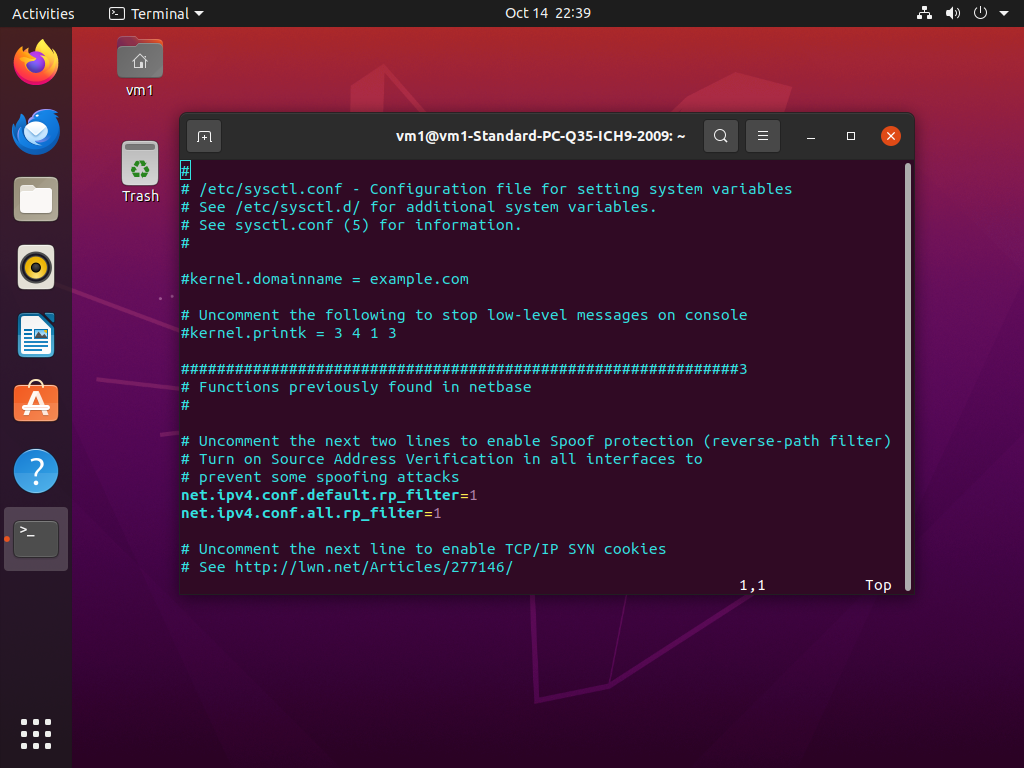 Activities
Terminal
Oct 14 22:39
vm1
Trash
vm1@vm1-Standard-PC-Q35-ICH9-2009: ~
#
# /etc/sysctl.conf - Configuration file for setting system variables
# See /etc/sysctl.d/ for additional system variables.
# See sysctl.conf (5) for information.
#
#kernel.domainname = example.com
# Uncomment the following to stop low-level messages on console
#kernel.printk = 3 4 1 3
##############################################################3
# Functions previously found in netbase
#
# Uncomment the next two lines to enable Spoof protection (reverse-path filter)
# Turn on Source Address Verification in all interfaces to
# prevent some spoofing attacks
net.ipv4.conf.default.rp_filter=1
net.ipv4.conf.all.rp_filter=1
# Uncomment the next line to enable TCP/IP SYN cookies
# See http://lwn.net/Articles/277146/
1,1 Top